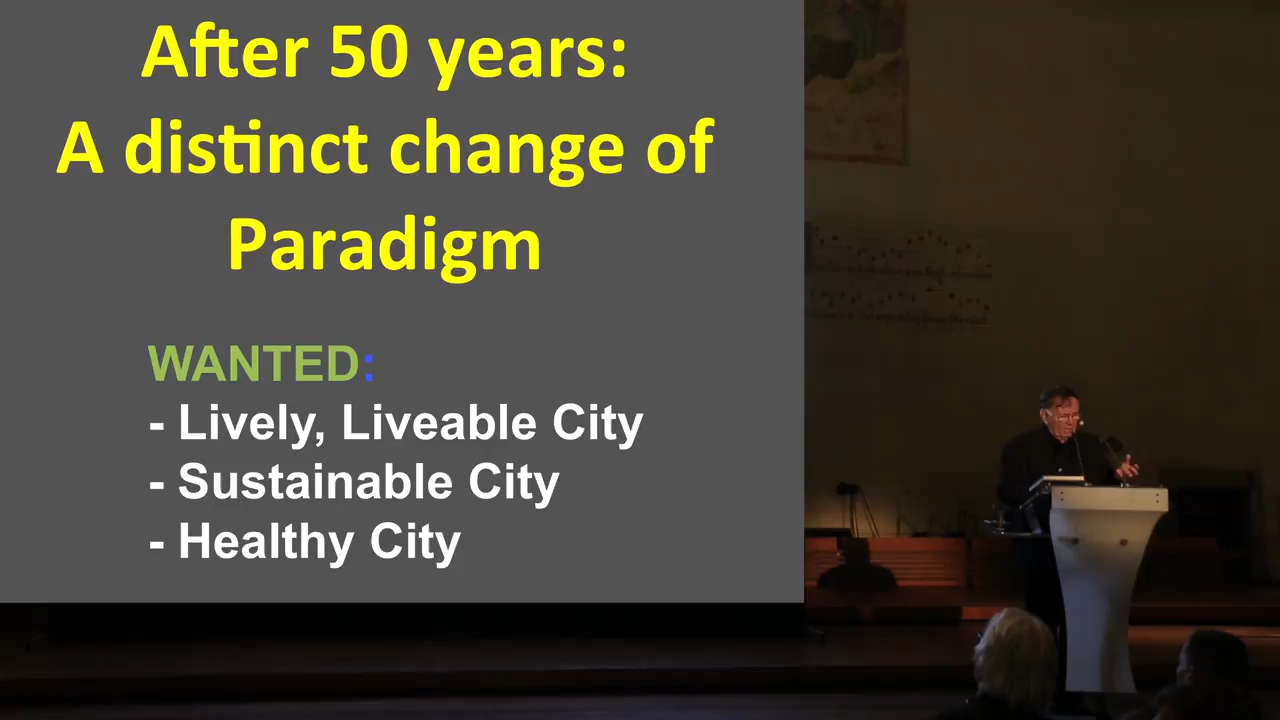 After 50 years:
A distinct change of
Paradigm
WANTED:
- Lively, Liveable City
- Sustainable City
- Healthy City